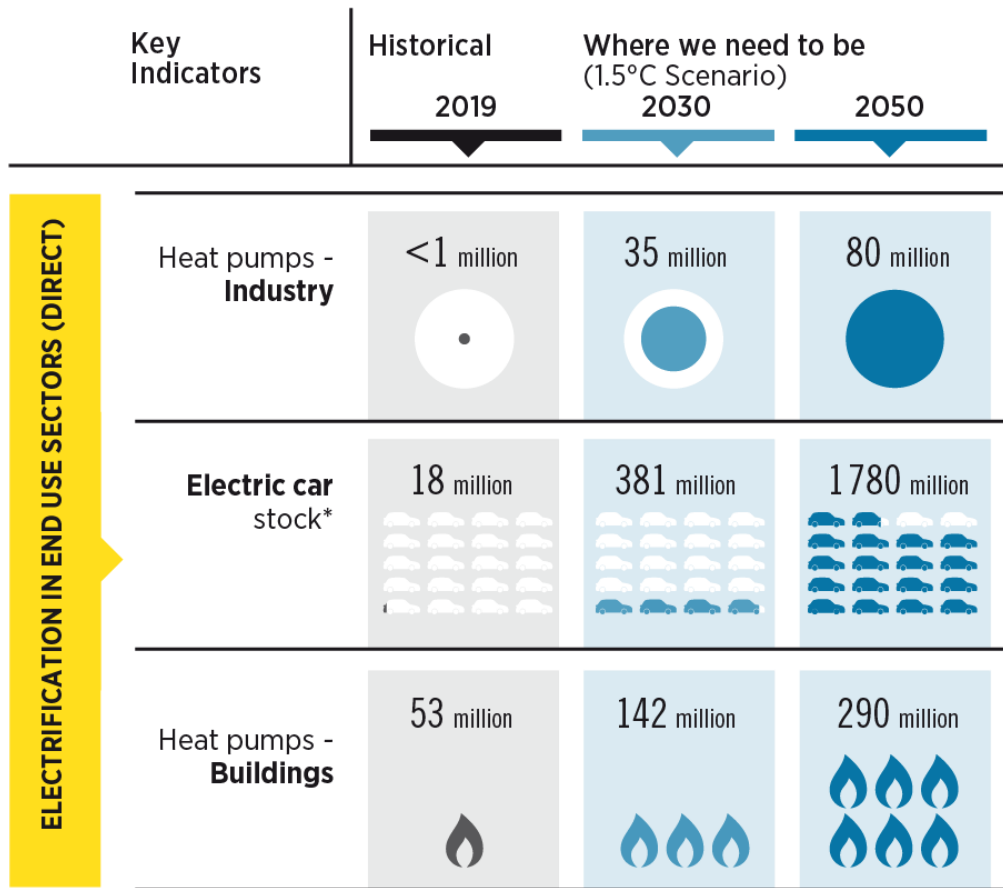 Key
Indicators
Historical
Where we need to be
(1.5°C Scenario)
2019
2030
2050
ELECTRIFICATION IN END USE SECTORS (DIRECT)
Heat pumps -
Industry
<1 million
35 million
80 million
Electric car
stock*
18 million
381 million
1780 million
Heat pumps -
Buildings
53 million
142 million
290 million